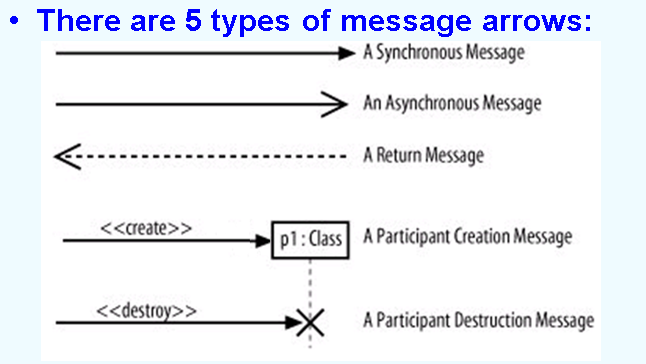 • There are 5 types of message arrows:
A Synchronous Message
An Asynchronous Message
A Return Message
<<create>>
p1 : Class
A Participant Creation Message
<<destroy>>
A Participant Destruction Message